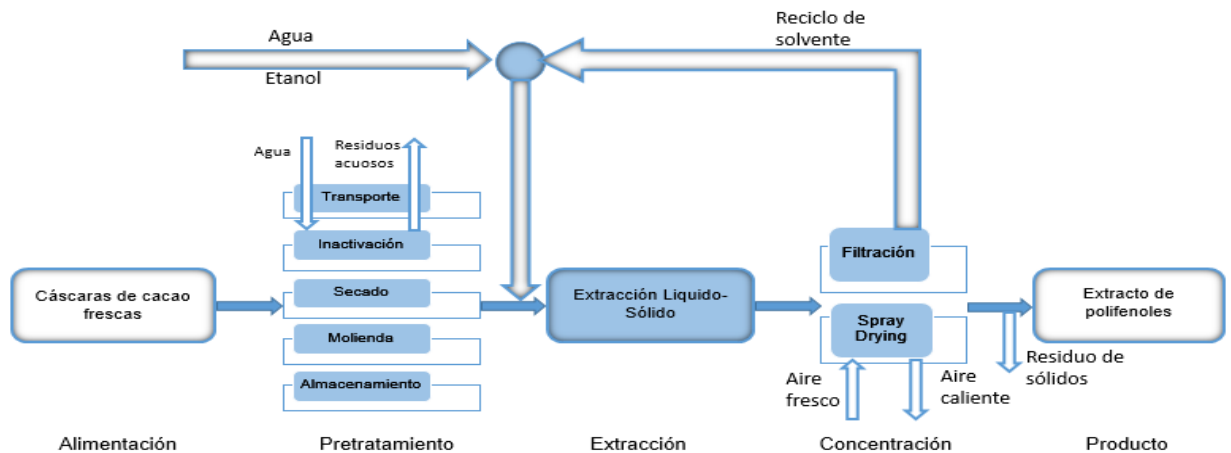 Agua
Etanol
Reciclo de
solvente
Agua
Residuos
acuosos
Transporte
Inactivación
Secado
Molienda
Almacenamiento
Cáscaras de cacao
frescas
Extracción Liquido-
Sólido
Filtración
Spray
Drying
Aire
fresco
Aire
caliente
Extracto de
polifenoles
Residuo de
sólidos
Alimentación
Pretratamiento
Extracción
Concentración
Producto